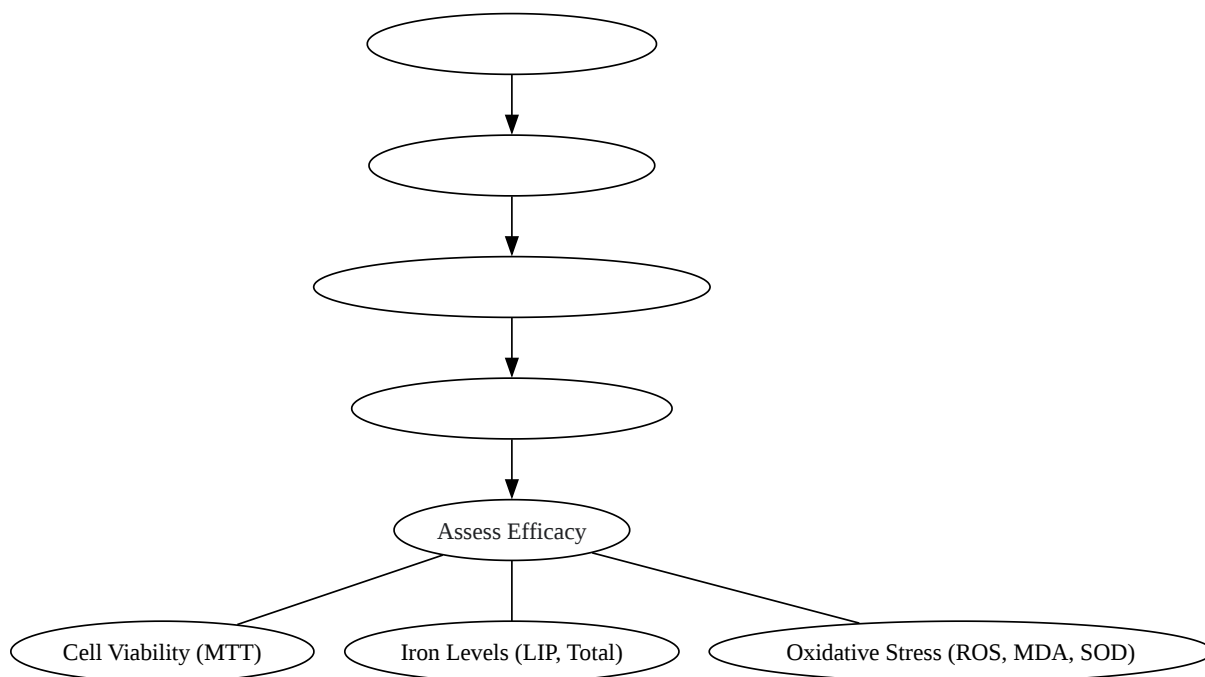 Assess Efficacy
Cell Viability (MTT)
Iron Levels (LIP, Total)
Oxidative Stress (ROS, MDA, SOD)